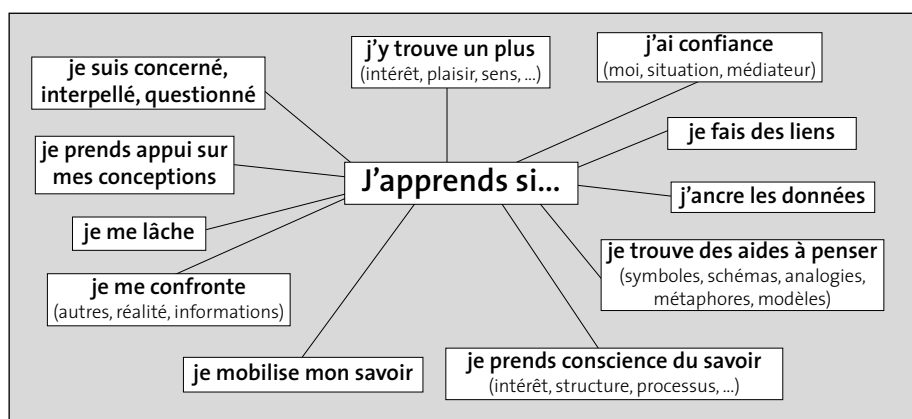 j'y trouve un plus
(intérêt, plaisir, sens, ...)
j'ai confiance
(moi, situation, médiateur)
je suis concerné,
interpellé, questionné
je fais des liens
je prends appui sur
mes conceptions
J'apprends si...
j'ancre les données
je me lâche
je trouve des aides à penser
(symboles, schémas, analogies,
métaphores, modèles)
je me confronte
(autres, réalité, informations)
je mobilise mon savoir
je prends conscience du savoir
(intérêt, structure, processus, ...)